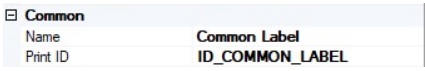 Common
Name Common Label
Print ID ID_COMMON_LABEL